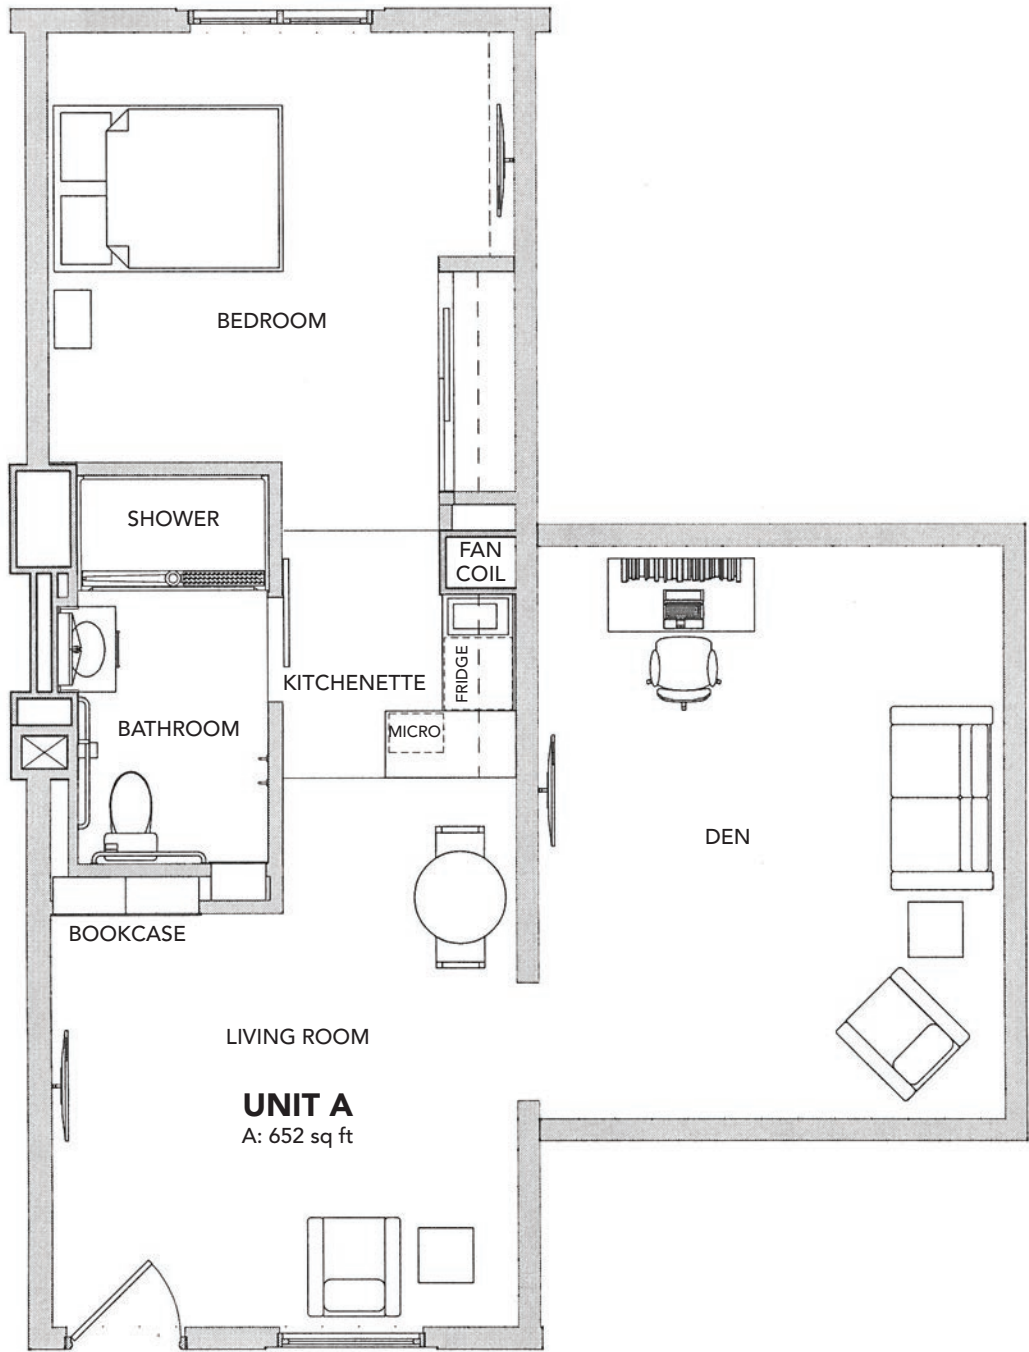 BEDROOM
SHOWER
FAN
COIL
FRIDGE
KITCHENETTE
MICRO
BATHROOM
DEN
BOOKCASE
LIVING ROOM
UNIT A
A: 652 sq ft